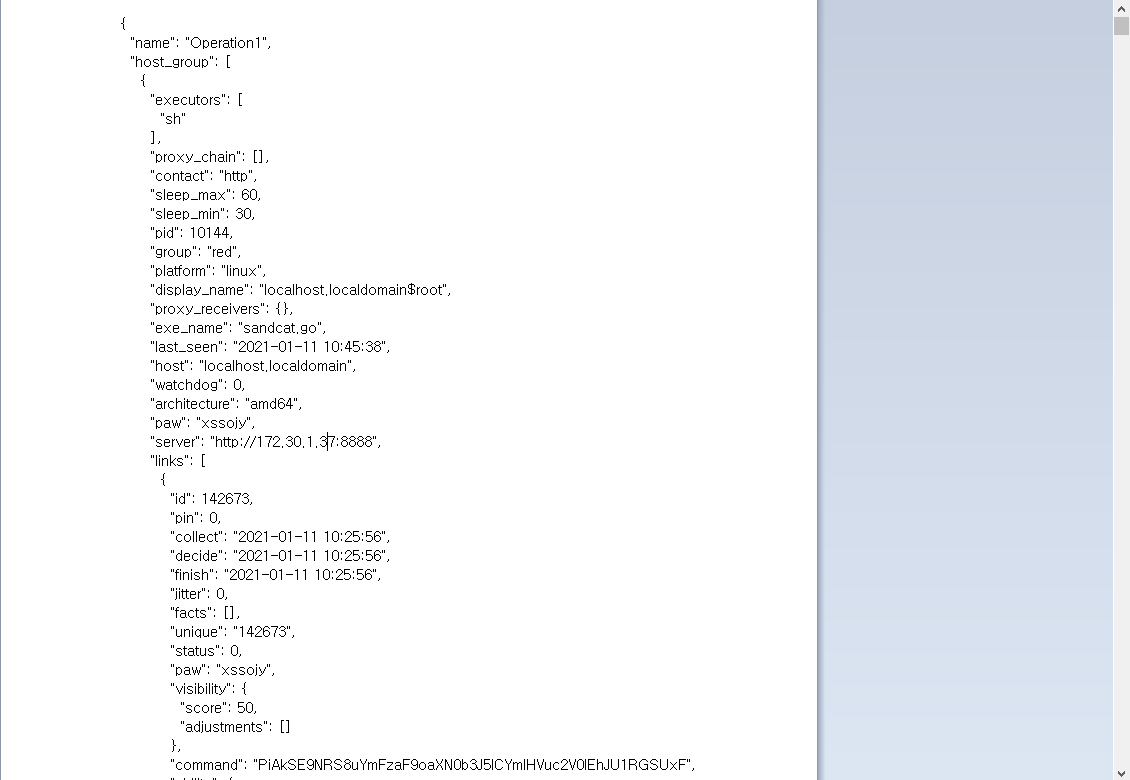 {
"name": "Operation1",
"host_group": [
{
"executors": [
"sh"
],
"proxy_chain": [],
"contact": "http",
"sleep_max": 60,
"sleep_min": 30,
"pid": 10144,
"group": "red",
"platform": "linux",
"display_name": "localhost.localdomain$root",
"proxy_receivers": {},
"exe_name": "sandcat.go",
"last_seen": "2021-01-11 10:45:38",
"host": "localhost.localdomain",
"watchdog": 0,
"architecture": "amd64",
"paw": "xssojy",
"server": "http://172.30.1.37:8888",
"links": [
{
"id": 142673,
"pin": 0,
"collect": "2021-01-11 10:25:56",
"decide": "2021-01-11 10:25:56",
"finish": "2021-01-11 10:25:56",
"jitter": 0,
"facts": [],
"unique": "142673",
"status": 0,
"paw": "xssojy",
"visibility": {
"score": 50,
"adjustments": []
},
"command": "PiAkSE9NRS8uYmFzaF9oaXN0b3J5ICYmIHVuc2V0IEhJU1RGSUxF",